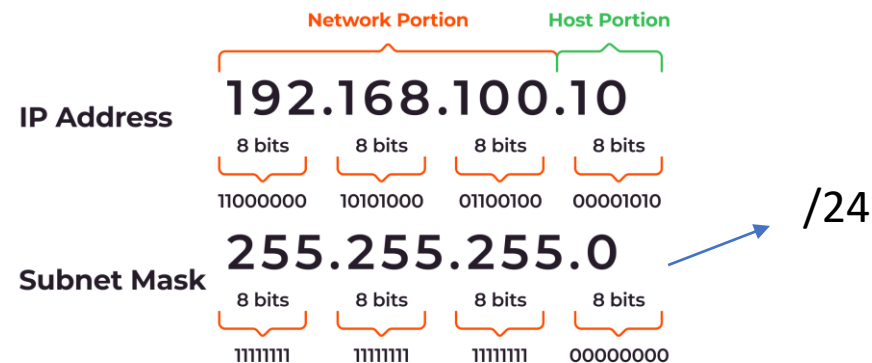 Network Portion Host Portion
IP Address 192.168.100.10
8 bits 8 bits 8 bits 8 bits
11000000 10101000 01100100 00001010
/24
Subnet Mask 255.255.255.0
8 bits 8 bits 8 bits 8 bits
11111111 11111111 11111111 00000000